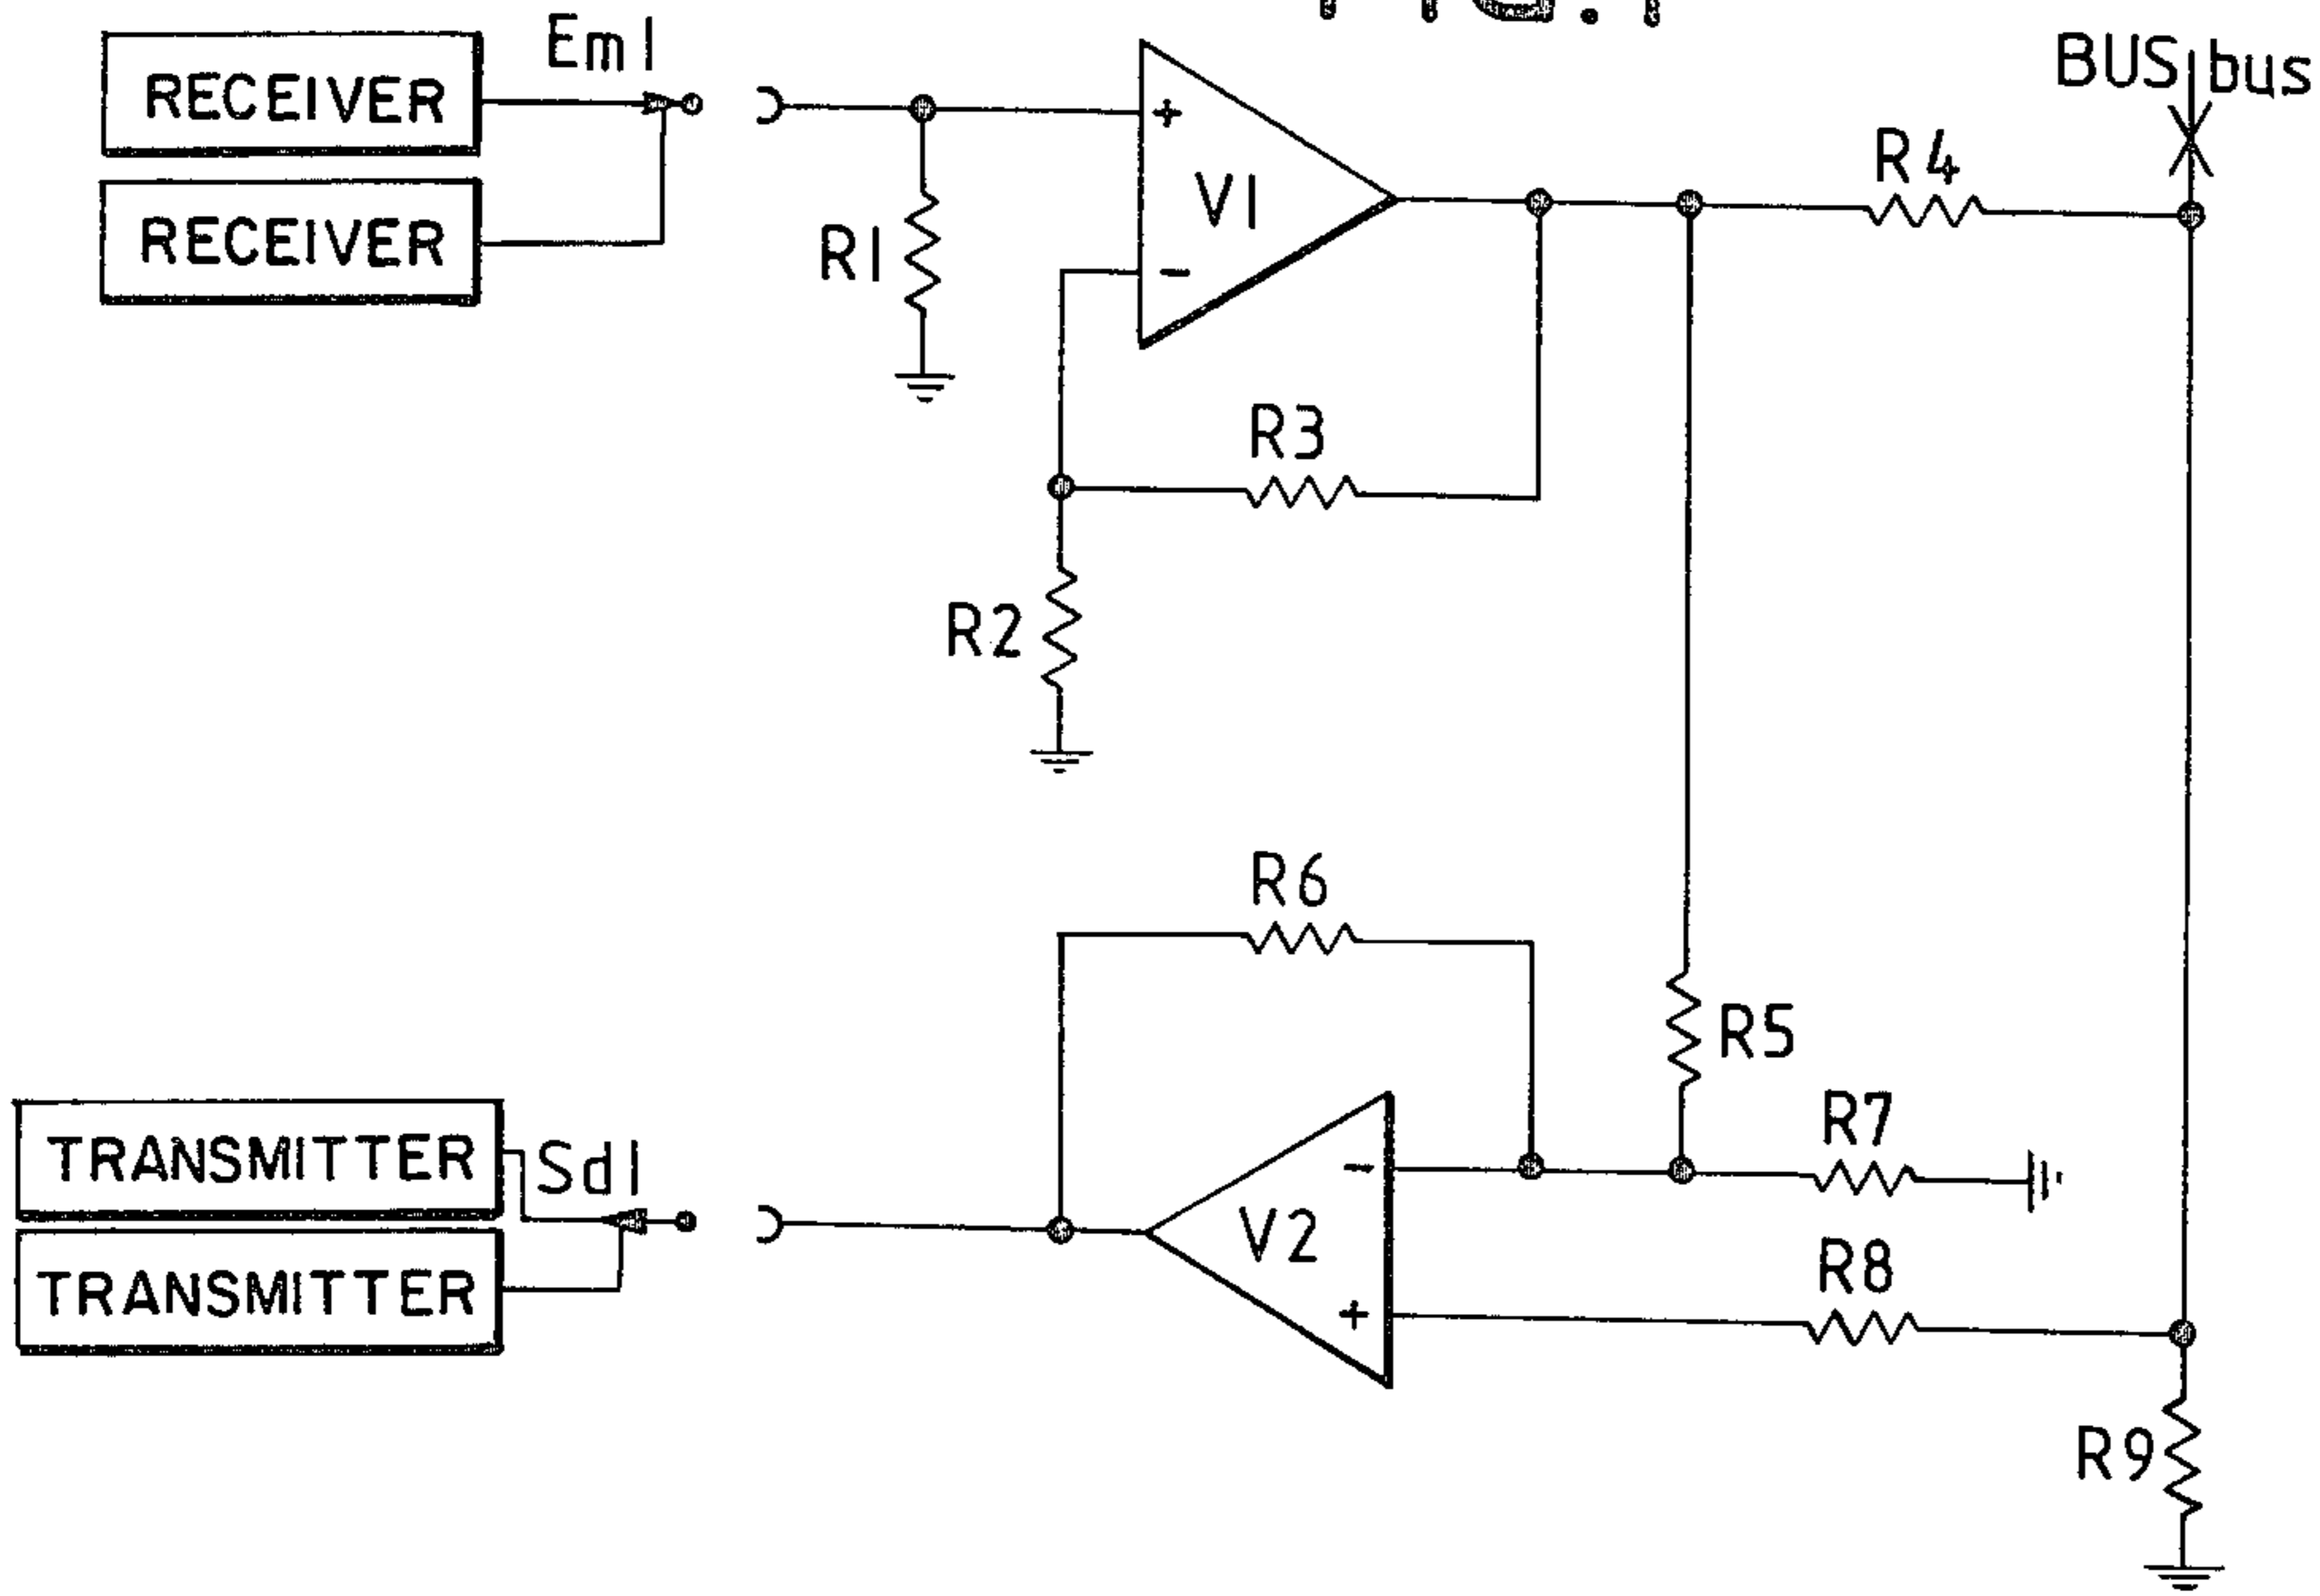 Em1
BUS bus
RECEIVER
R4
V1
RECEIVER
R1
R3
R2
R6
R5
R7
TRANSMITTER
Sd1
V2
R8
TRANSMITTER
R9